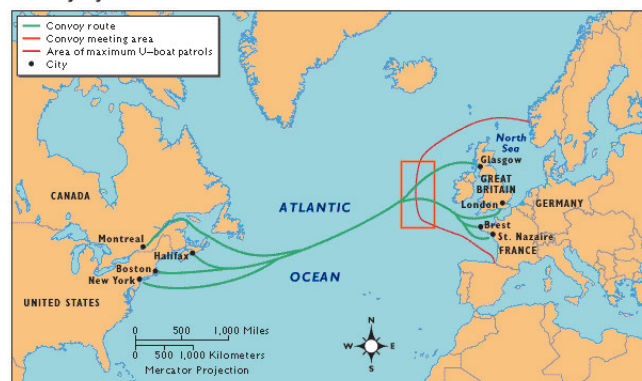 Convoy route
Convoy meeting area
Area of maximum U–boat patrols
City
North
Sea
Glasgow
GREAT
BRITAIN
London
GERMANY
CANADA
ATLANTIC
Brest
St. Nazaire
FRANCE
Montreal
Halifax
Boston
New York
OCEAN
UNITED STATES
0 500 1,000 Miles
0 500 1,000 Kilometers
Mercator Projection
N
W E
S